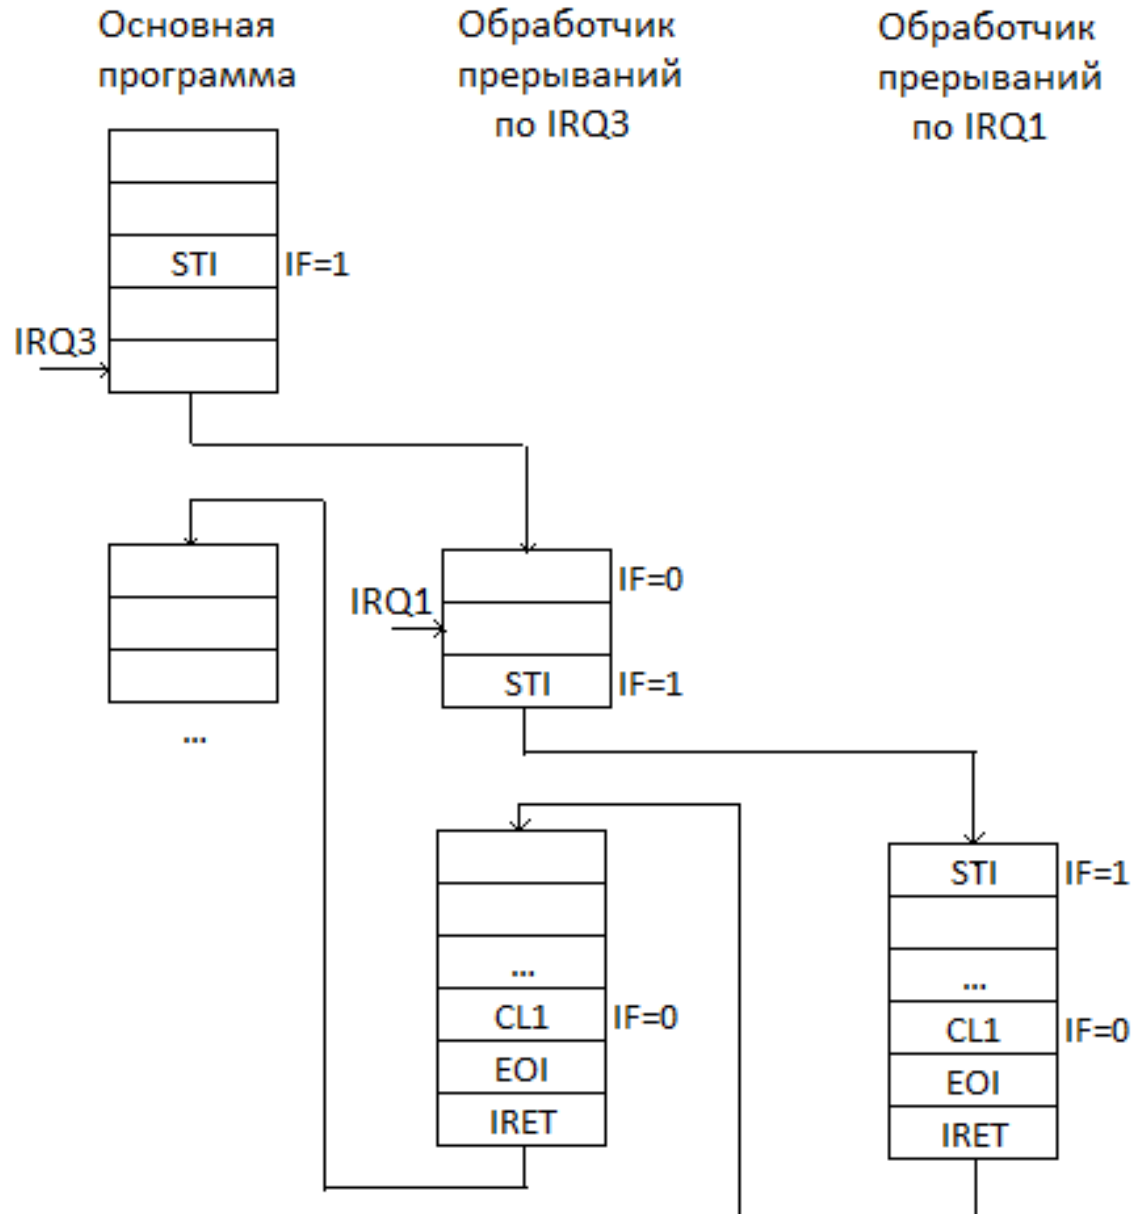 Основная
программа
Обработчик
прерываний
по IRQ3
Обработчик
прерываний
по IRQ1
STI
IF=1
IRQ3
IF=0
IRQ1
STI
IF=1
...
STI
IF=1
...
CL1
IF=0
EOI
IRET
...
CL1
IF=0
EOI
IRET